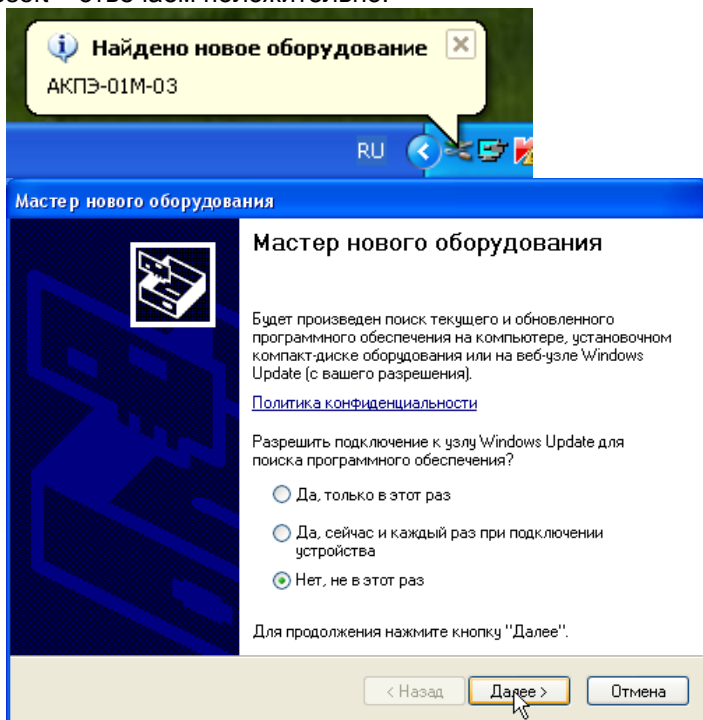 отвечаем положительно.
Найдено новое оборудование
АКПЭ-01М-03
RU
Мастер нового оборудования
Мастер нового оборудования
Будет произведен поиск текущего и обновленного
программного обеспечения на компьютере, установочном
компакт-диске оборудования или на веб-узле Windows
Update (с вашего разрешения).
Политика конфиденциальности
Разрешить подключение к узлу Windows Update для
поиска программного обеспечения?
Да, только в этот раз
Да, сейчас и каждый раз при подключении
устройства
Нет, не в этот раз
Для продолжения нажмите кнопку "Далее".
< Назад Далее > Отмена